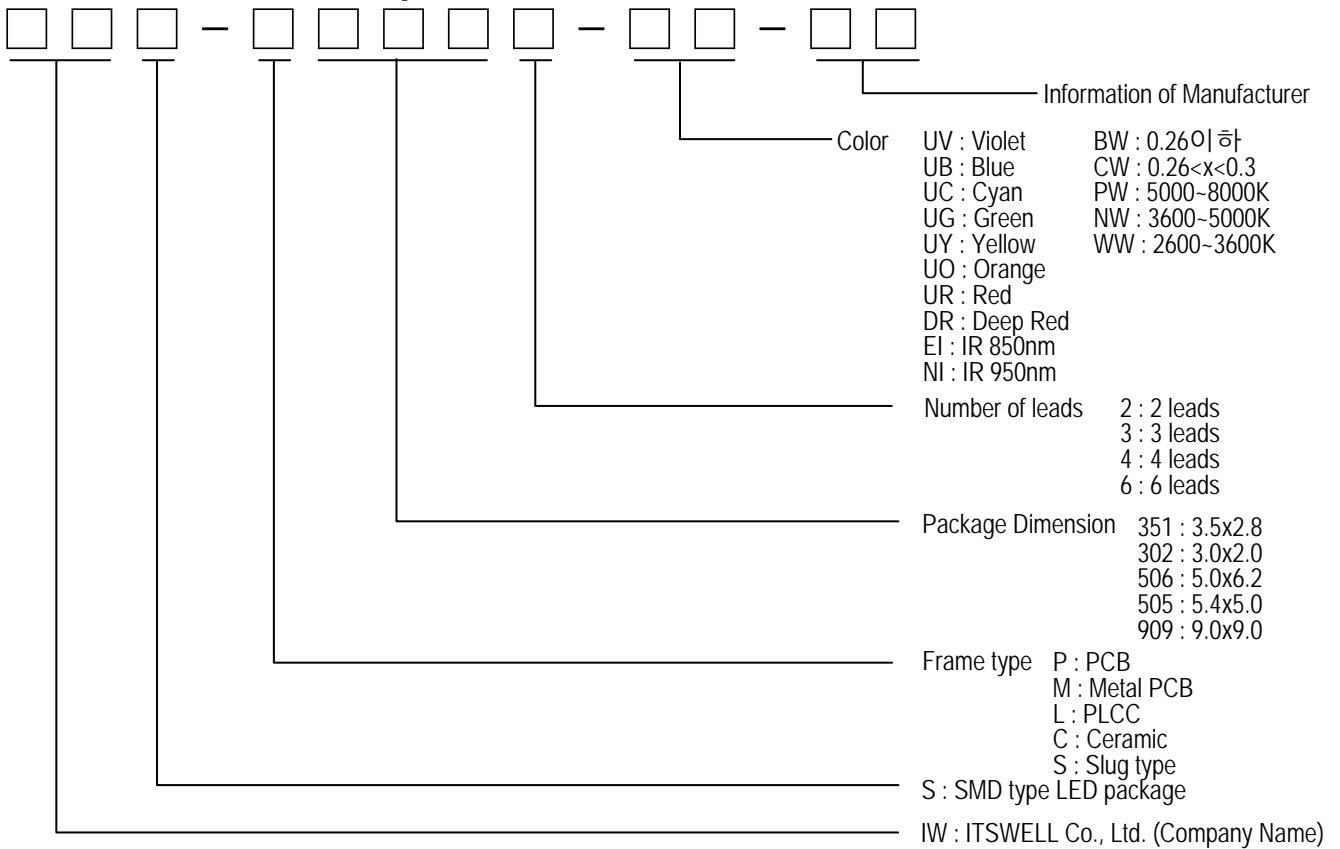 Information of Manufacturer
Color UV : Violet BW : 0.26이하
UB : Blue CW : 0.26<x<0.3
UC : Cyan PW : 5000~8000K
UG : Green NW : 3600~5000K
UY : Yellow WW : 2600~3600K
UO : Orange
UR : Red
DR : Deep Red
EI : IR 850nm
NI : IR 950nm
Number of leads 2 : 2 leads
3 : 3 leads
4 : 4 leads
6 : 6 leads
Package Dimension 351 : 3.5x2.8
302 : 3.0x2.0
506 : 5.0x6.2
505 : 5.4x5.0
909 : 9.0x9.0
Frame type P : PCB
M : Metal PCB
L : PLCC
C : Ceramic
S : Slug type
S : SMD type LED package
IW : ITSWELL Co., Ltd. (Company Name)